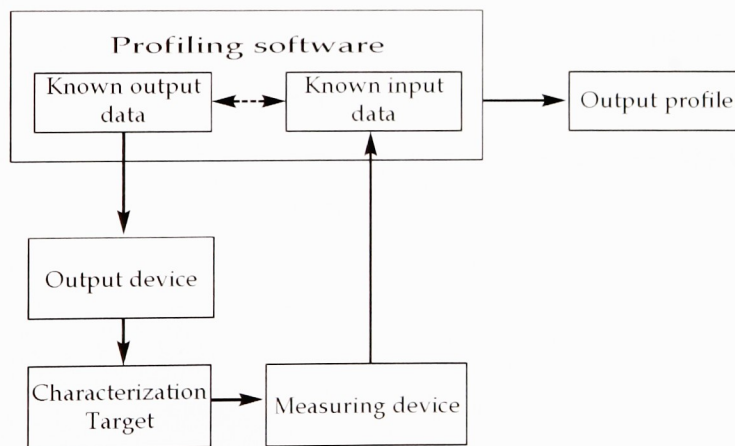 Profiling software
Known output
data
Known input
data
Output profile
Output device
Characterization
Target
Measuring device